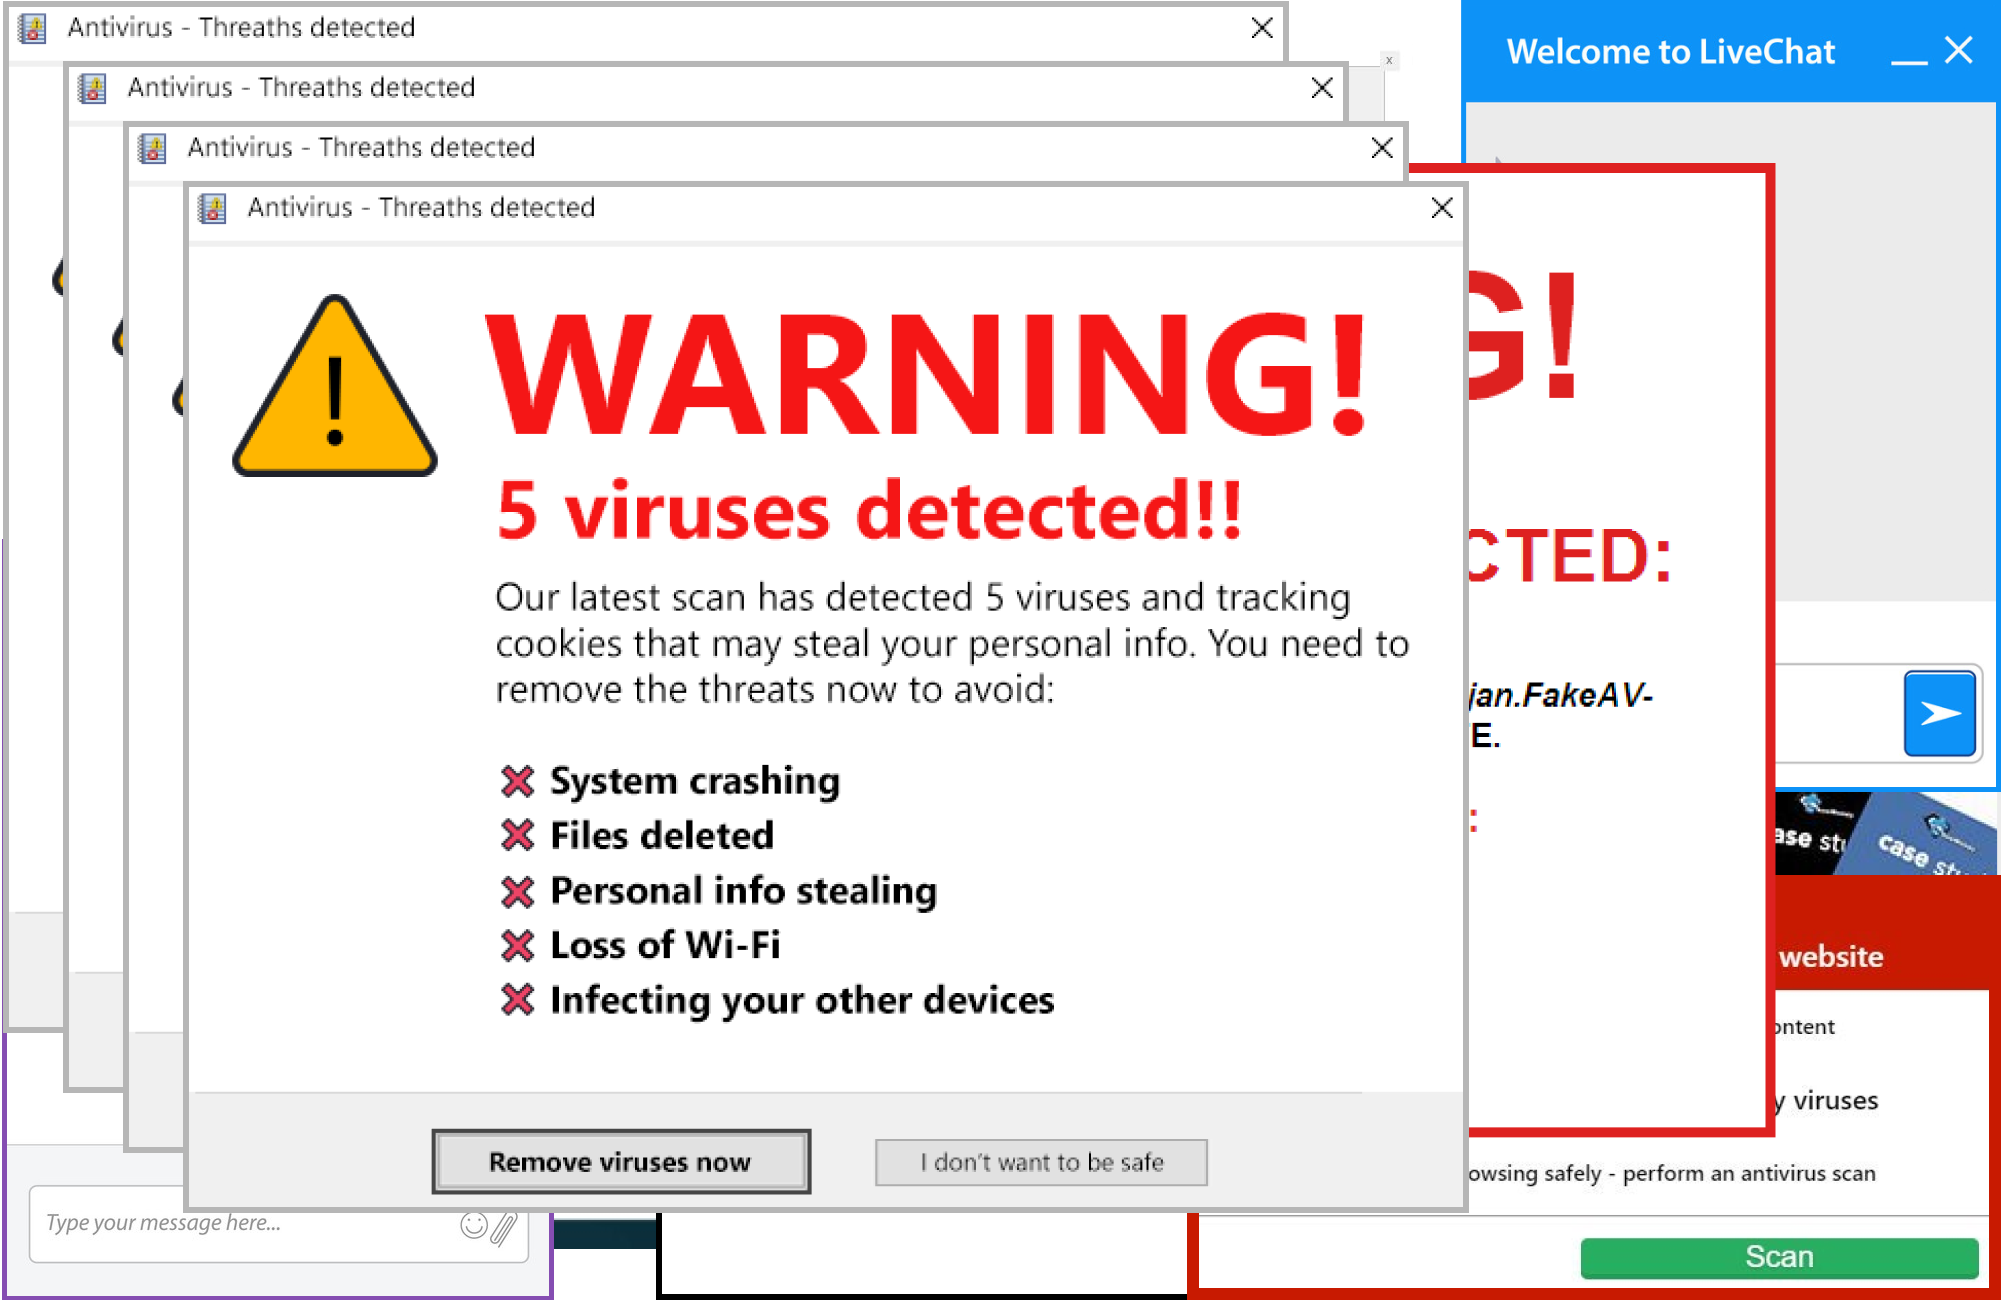 Antivirus - Threaths detected
Antivirus - Threaths detected
Antivirus - Threaths detected
Antivirus - Threaths detected
x
Welcome to LiveChat
WARNING!
5 viruses detected!!
Our latest scan has detected 5 viruses and tracking
cookies that may steal your personal info. You need to
remove the threats now to avoid:
System crashing
Files deleted
Personal info stealing
Loss of Wi-Fi
Infecting your other devices
Remove viruses now
I don't want to be safe
G!
CTED:
jan.FakeAV-
E.
:
ase stu
case stu
website
ontent
y viruses
owsing safely - perform an antivirus scan
Scan
Type your message here...